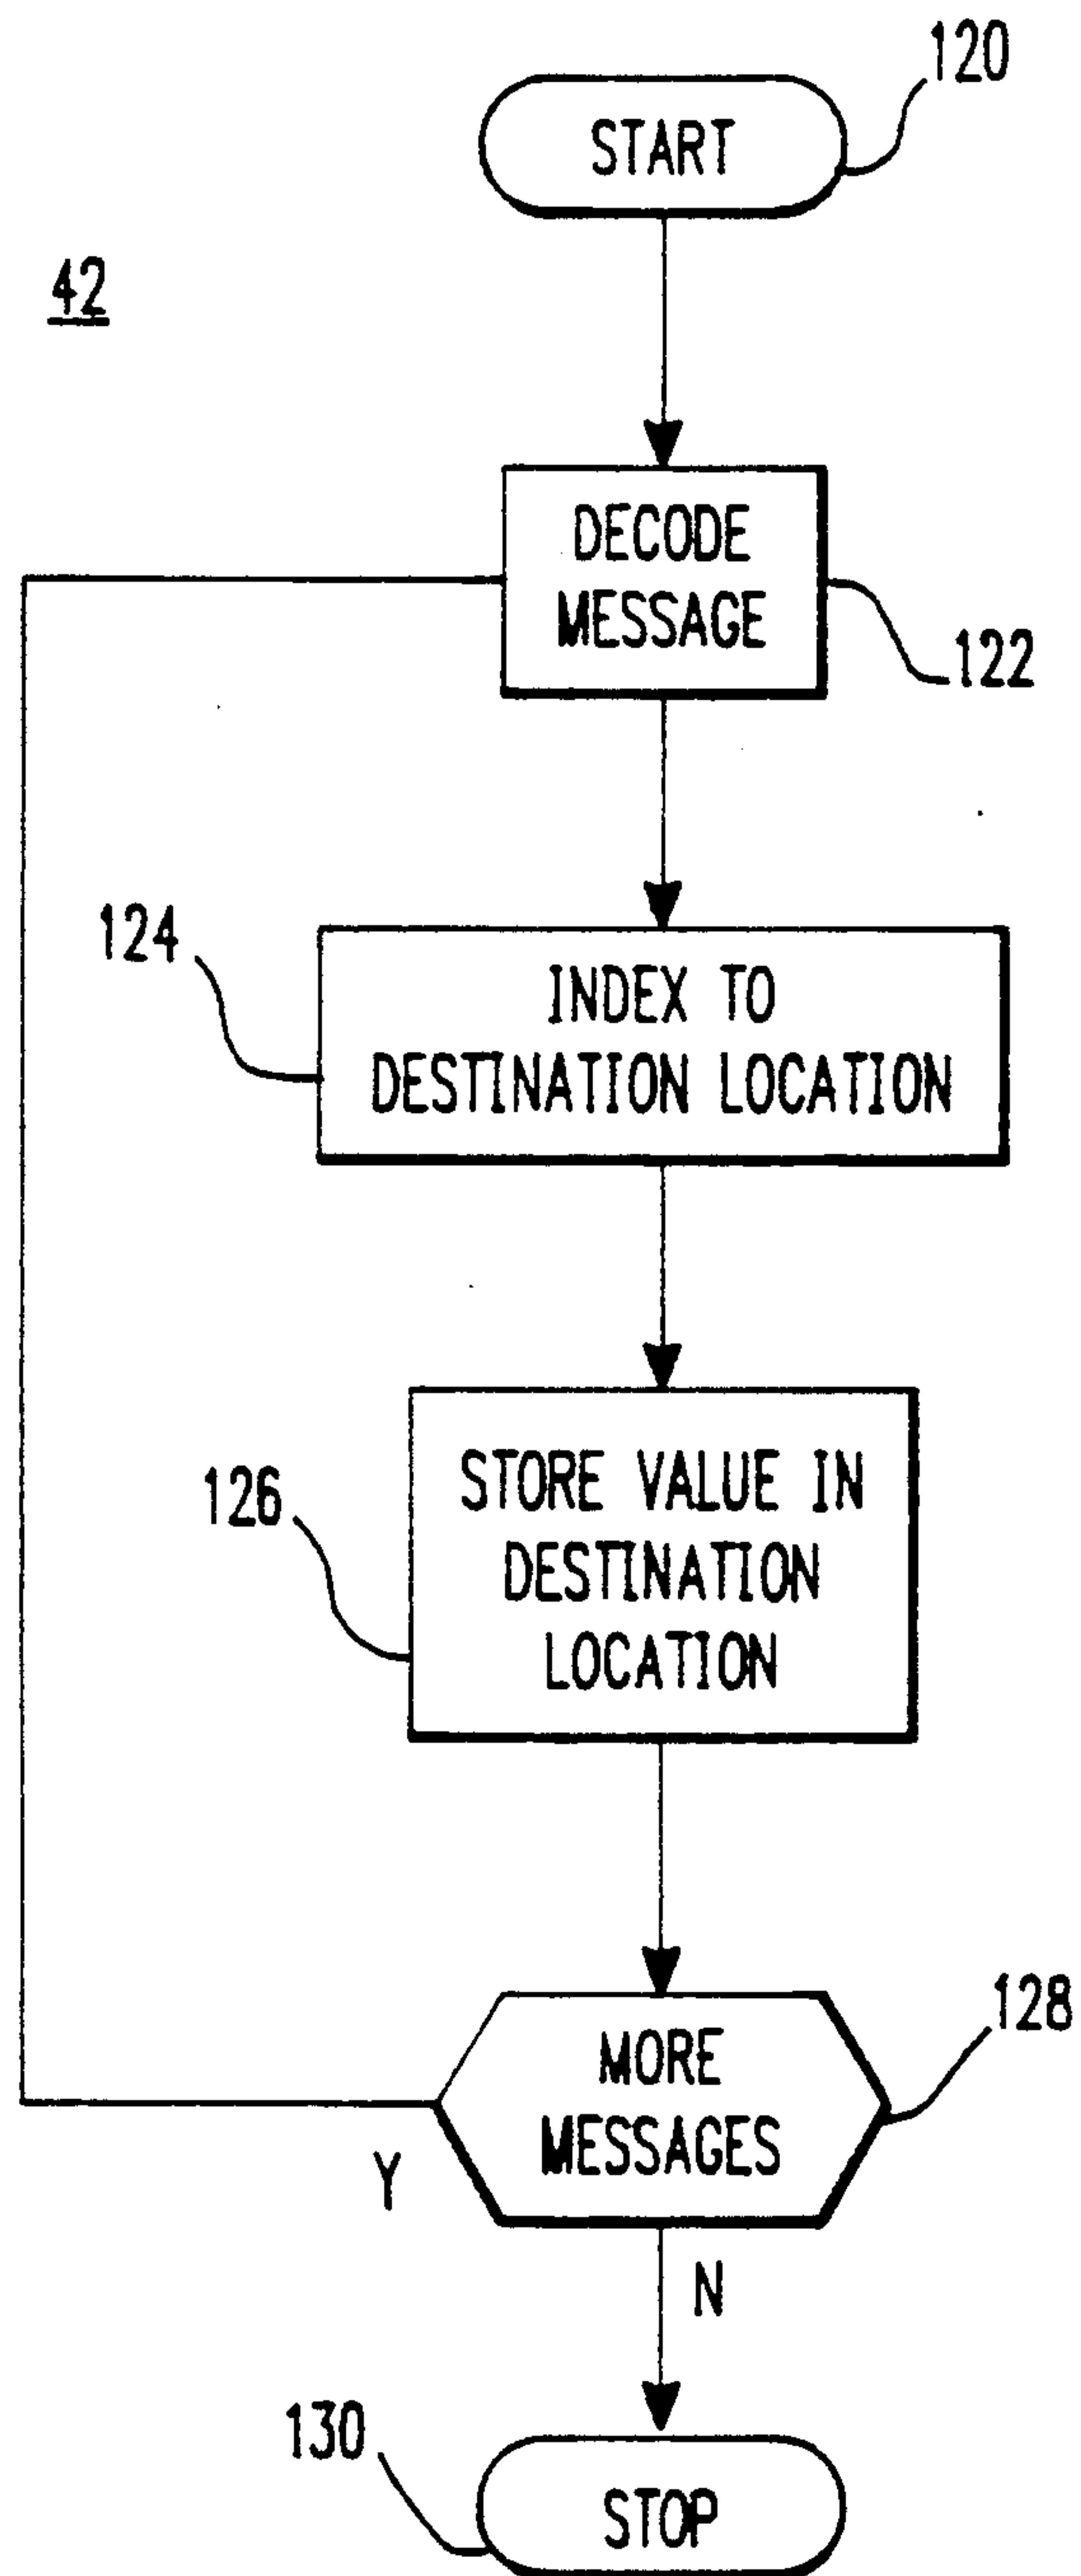 120
START
42
DECODE
MESSAGE
122
124
INDEX TO
DESTINATION LOCATION
126
STORE VALUE IN
DESTINATION
LOCATION
128
MORE
MESSAGES
Y
N
130
STOP